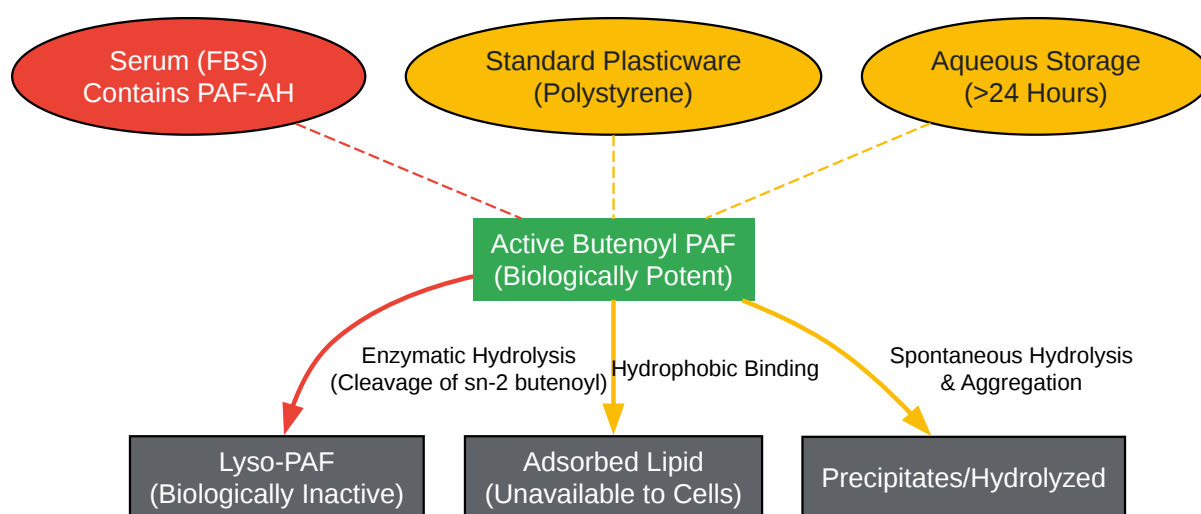 Serum (FBS)
Contains PAF-AH
Standard Plasticware
(Polystyrene)
Aqueous Storage
(>24 Hours)
Active Butenoyl PAF
(Biologically Potent)
Enzymatic Hydrolysis
(Cleavage of sn-2 butenoyl)
Hydrophobic Binding
Spontaneous Hydrolysis
& Aggregation
Lyso-PAF
(Biologically Inactive)
Adsorbed Lipid
(Unavailable to Cells)
Precipitates/Hydrolyzed